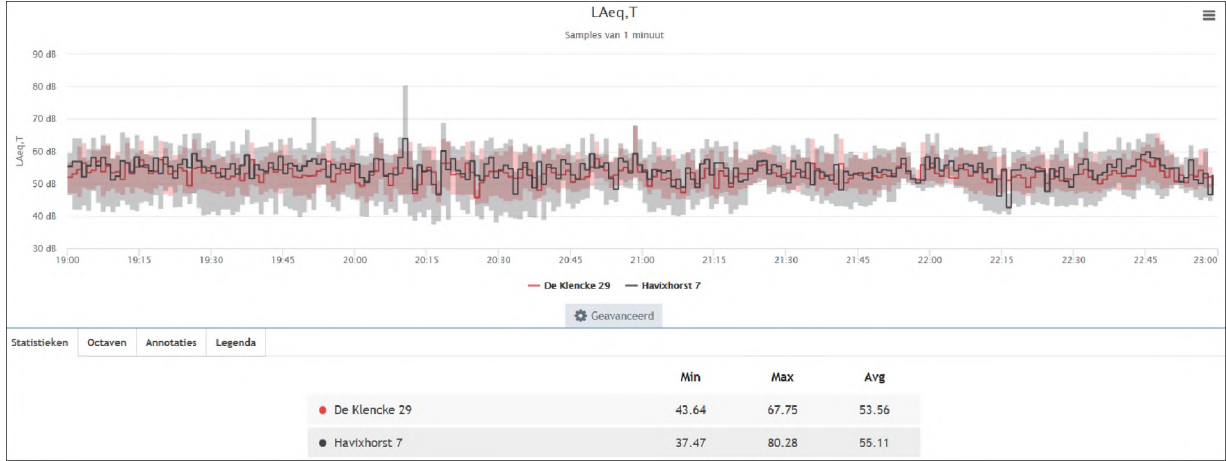 LAeq,T
Samples van 1 minuut
90 dB
80 dB
70 dB
60 dB
50 dB
40 dB
30 dB
LAeq,T
19:00 19:15 19:30 19:45 20:00 20:15 20:30 20:45 21:00 21:15 21:30 21:45 22:00 22:15 22:30 22:45 23:00
De Klencke 29 Havixhorst 7
Geavanceerd
Statistieken Octaven Annotaties Legenda
Min Max Avg
De Klencke 29 43.64 67.75 53.56
Havixhorst 7 37.47 80.28 55.11